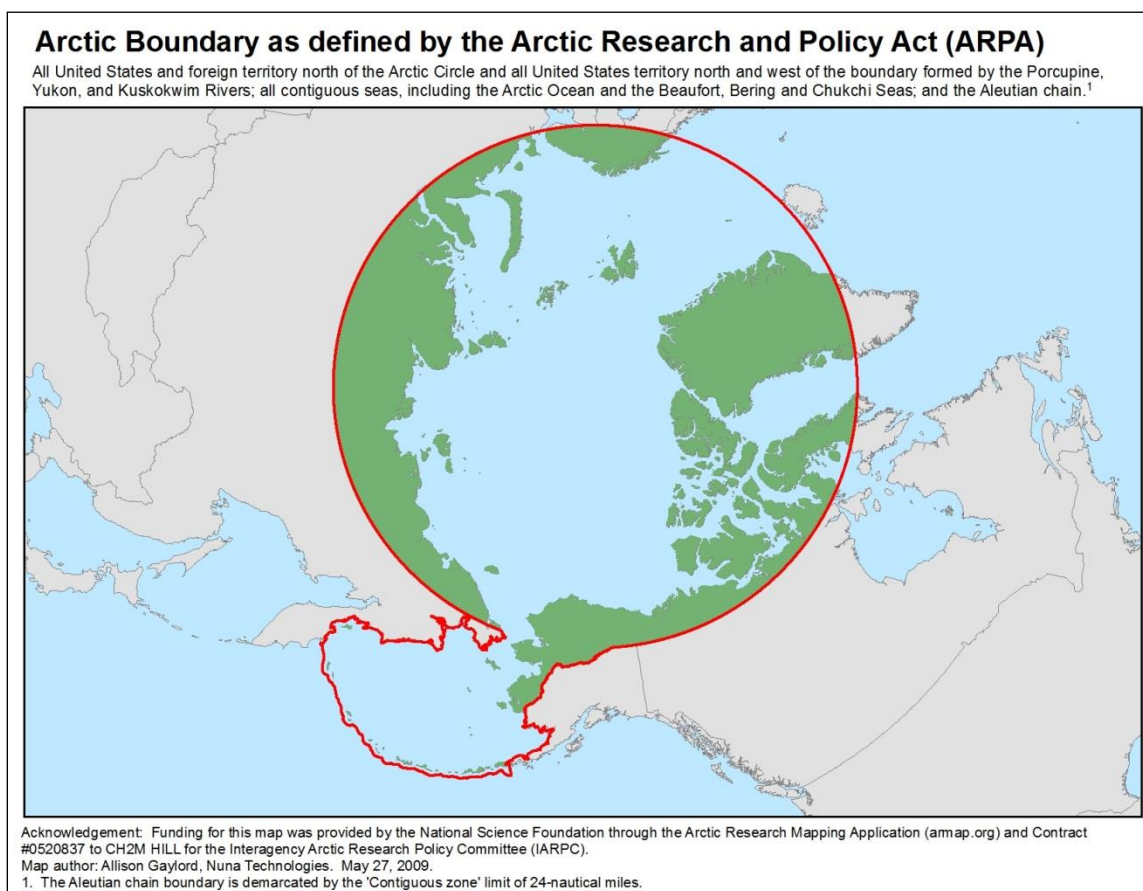 Arctic Boundary as defined by the Arctic Research and Policy Act (ARPA)
All United States and foreign territory north of the Arctic Circle and all United States territory north and west of the boundary formed by the Porcupine,
Yukon, and Kuskokwim Rivers; all contiguous seas, including the Arctic Ocean and the Beaufort, Bering and Chukchi Seas; and the Aleutian chain.¹
Acknowledgement: Funding for this map was provided by the National Science Foundation through the Arctic Research Mapping Application (armap.org) and Contract
#0520837 to CH2M HILL for the Interagency Arctic Research Policy Committee (IARPC).
Map author: Allison Gaylord, Nuna Technologies. May 27, 2009.
1. The Aleutian chain boundary is demarcated by the 'Contiguous zone' limit of 24-nautical miles.